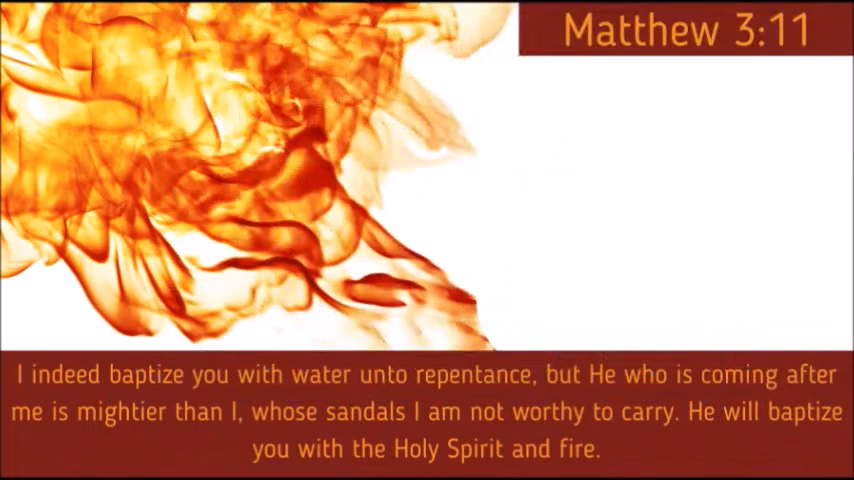 Matthew 3:11
I indeed baptize you with water unto repentance, but He who is coming after
me is mightier than I, whose sandals I am not worthy to carry. He will baptize
you with the Holy Spirit and fire.